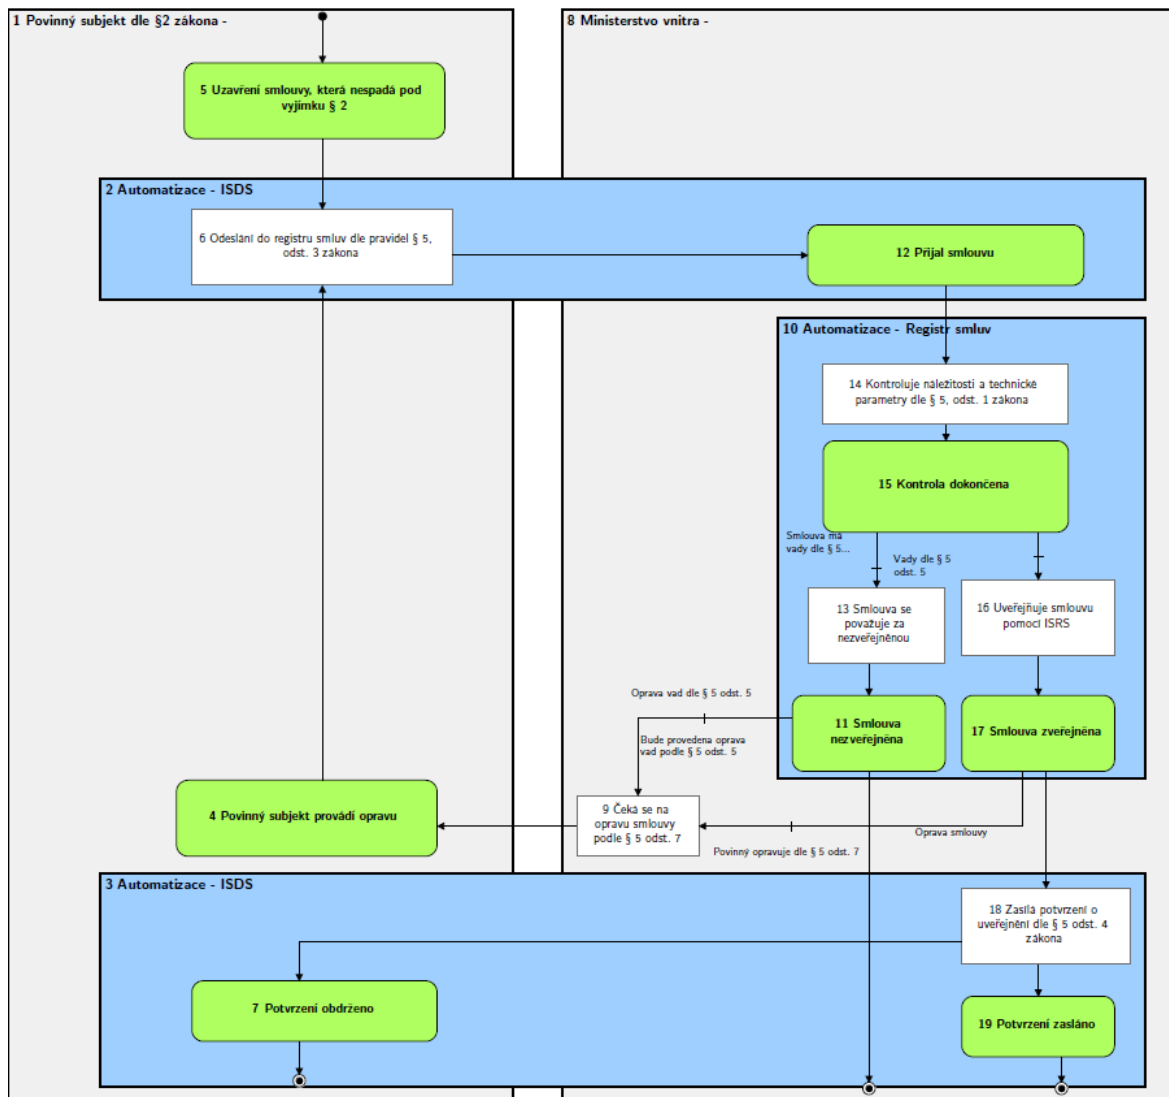 1 Povinný subjekt dle §2 zákona -
8 Ministerstvo vnitra -
5 Uzavření smlouvy, která nespadá pod
vyjímku § 2
2 Automatizace - ISDS
6 Odeslání do registru smluv dle pravidel § 5,
odst. 3 zákona
12 Přijal smlouvu
10 Automatizace - Registr smluv
14 Kontroluje náležitosti a technické
parametry dle § 5, odst. 1 zákona
15 Kontrola dokončena
Smlouva má
vady dle § 5...
Vady dle § 5
odst. 5
13 Smlouva se
považuje za
nezveřejněnou
16 Uveřejňuje smlouvu
pomocí ISRS
Oprava vad dle § 5 odst. 5
11 Smlouva
nezveřejněna
17 Smlouva zveřejněna
Bude provedena oprava
vad podle § 5 odst. 5
4 Povinný subjekt provádí opravu
9 Čeká se na
opravu smlouvy
podle § 5 odst. 7
Oprava smlouvy
Povinný opravuje dle § 5 odst. 7
3 Automatizace - ISDS
18 Zasílá potvrzení o
uveřejnění dle § 5 odst. 4
zákona
7 Potvrzení obdrženo
19 Potvrzení zasláno